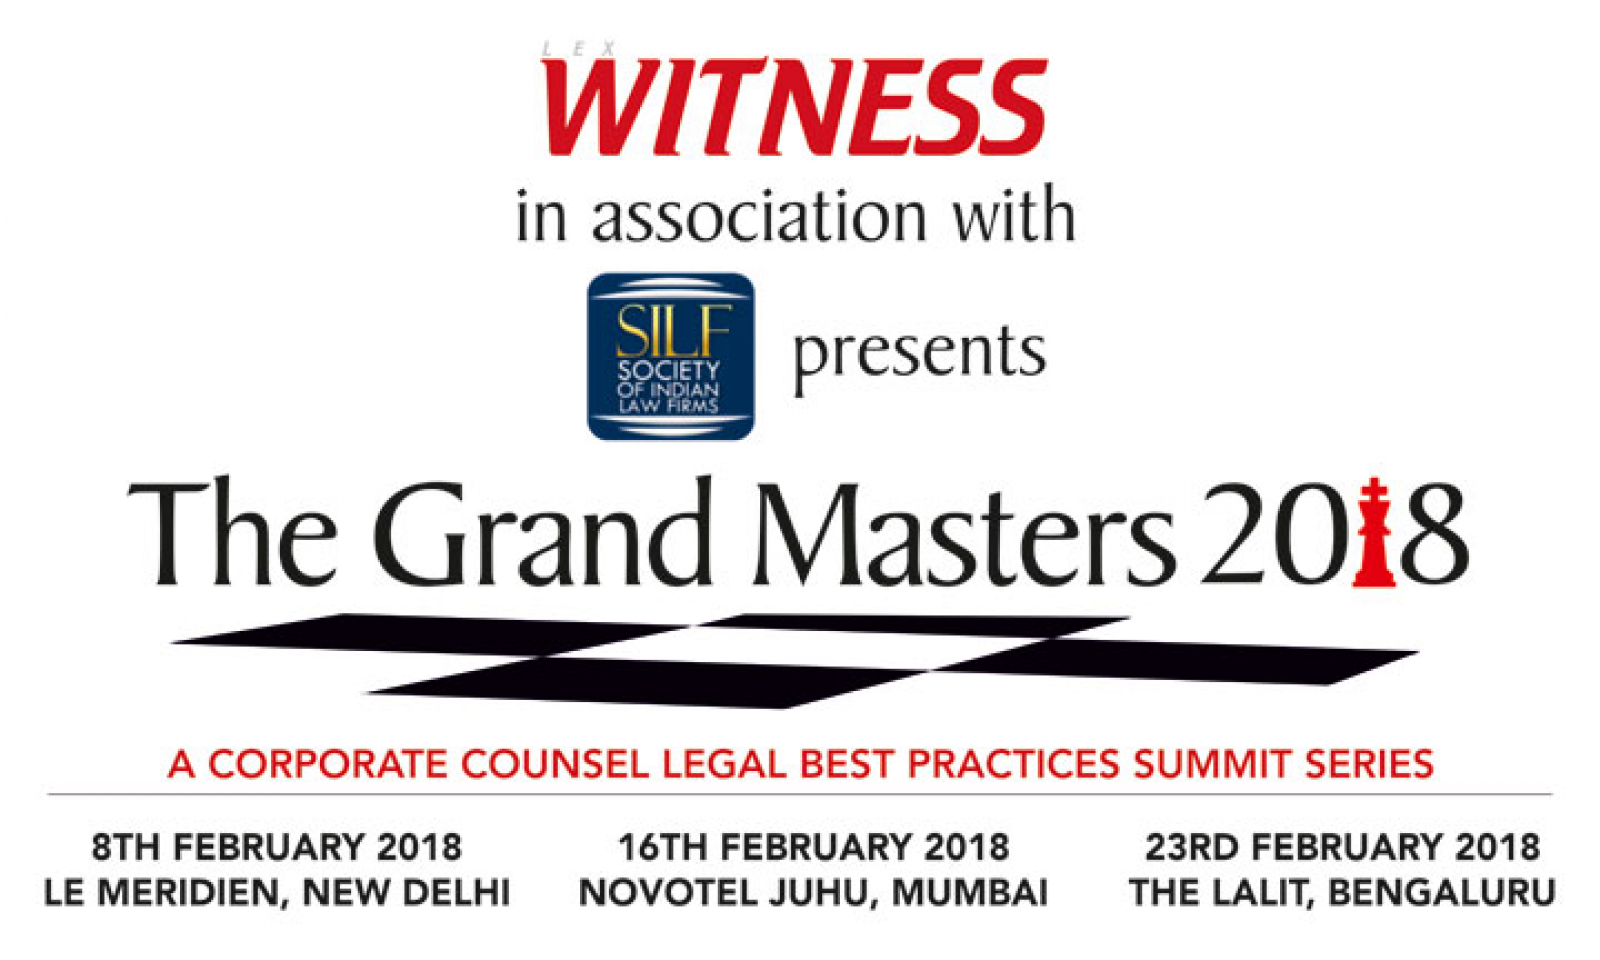 LEX
WITNESS
in association with
SILF
SOCIETY
OF INDIAN
LAW FIRMS
presents
The Grand Masters 2018
A CORPORATE COUNSEL LEGAL BEST PRACTICES SUMMIT SERIES
8TH FEBRUARY 2018
LE MERIDIEN, NEW DELHI
16TH FEBRUARY 2018
NOVOTEL JUHU, MUMBAI
23RD FEBRUARY 2018
THE LALIT, BENGALURU